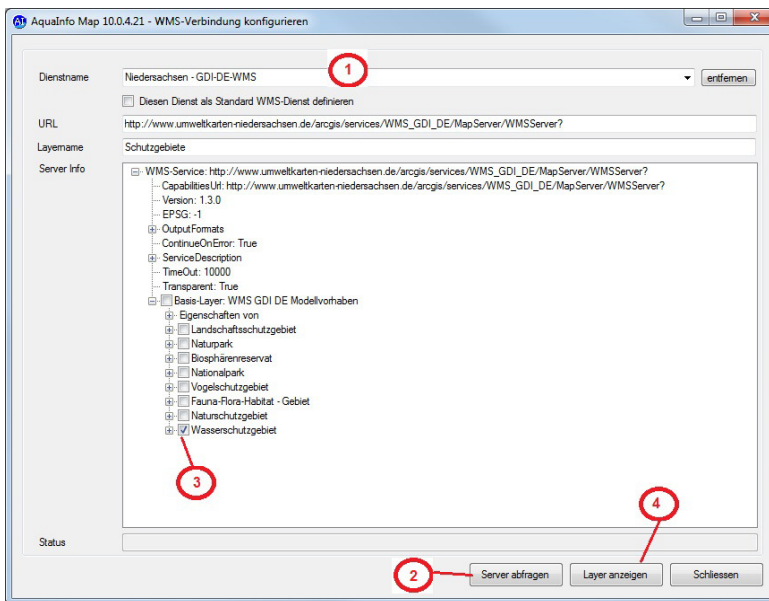 AquaInfo Map 10.0.4.21 - WMS-Verbindung konfigurieren
1
Dienstname
Niedersachsen - GDI-DE-WMS
entfernen
Diesen Dienst als Standard WMS-Dienst definieren
URL
http://www.umweltkarten-niedersachsen.de/arcgis/services/WMS_GDI_DE/MapServer/WMSServer?
Layername
Schutzgebiete
Server Info
WMS-Service: http://www.umweltkarten-niedersachsen.de/arcgis/services/WMS_GDI_DE/MapServer/WMSServer?
CapabilitiesUrl: http://www.umweltkarten-niedersachsen.de/arcgis/services/WMS_GDI_DE/MapServer/WMSServer?
Version: 1.3.0
EPSG: -1
OutputFormats
ContinueOnError: True
ServiceDescription
TimeOut: 10000
Transparent: True
Basis-Layer: WMS GDI DE Modellvorhaben
Eigenschaften von
Landschaftsschutzgebiet
Naturpark
Biosphärenreservat
Nationalpark
Vogelschutzgebiet
Fauna-Flora-Habitat - Gebiet
Naturschutzgebiet
Wasserschutzgebiet
3
4
Status
2
Server abfragen
Layer anzeigen
Schliessen